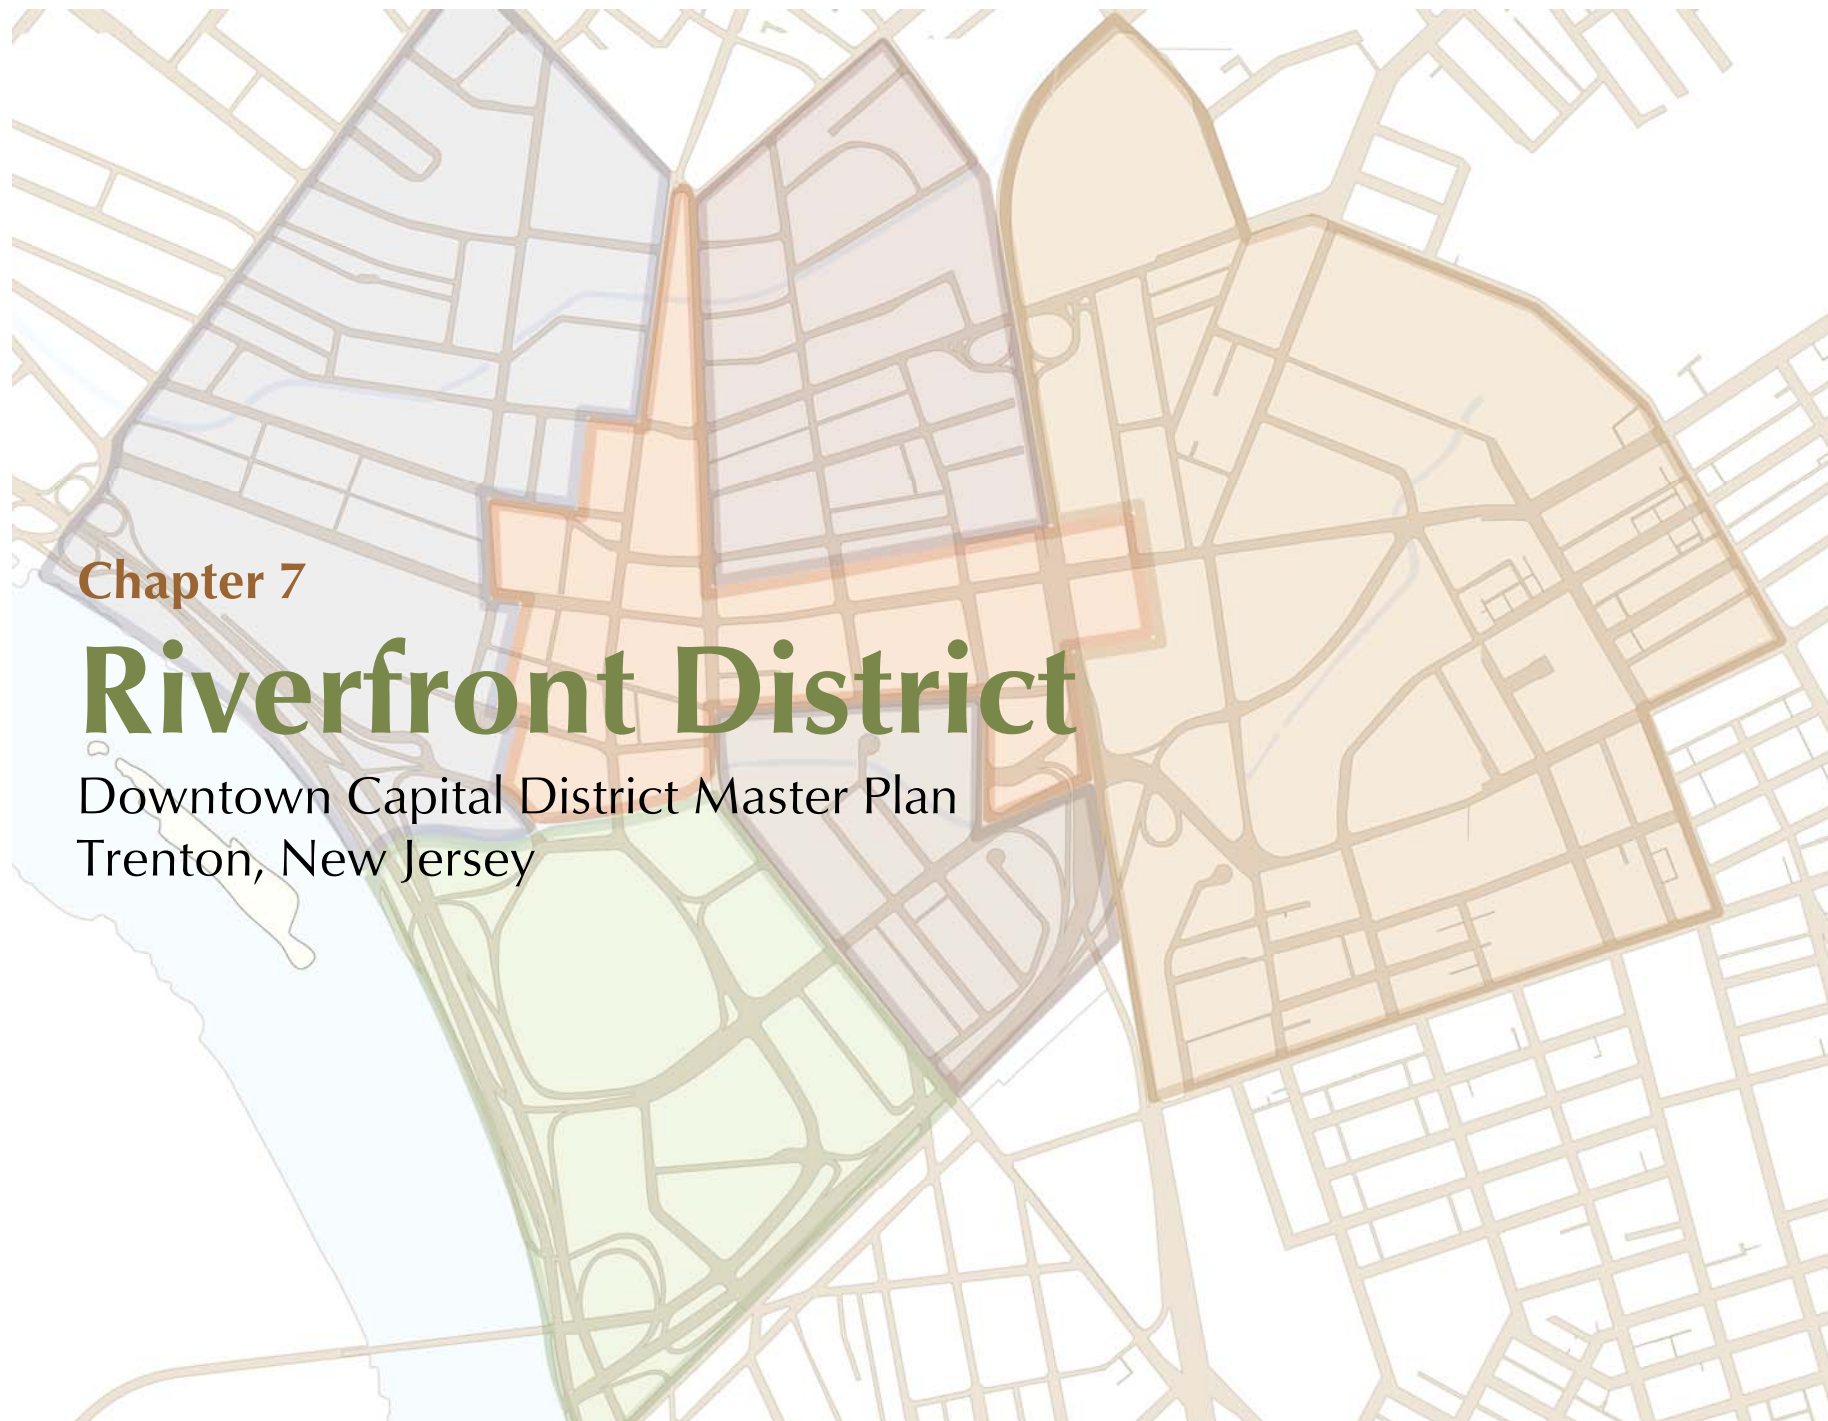 Chapter 7
Riverfront District
Downtown Capital District Master Plan
Trenton, New Jersey